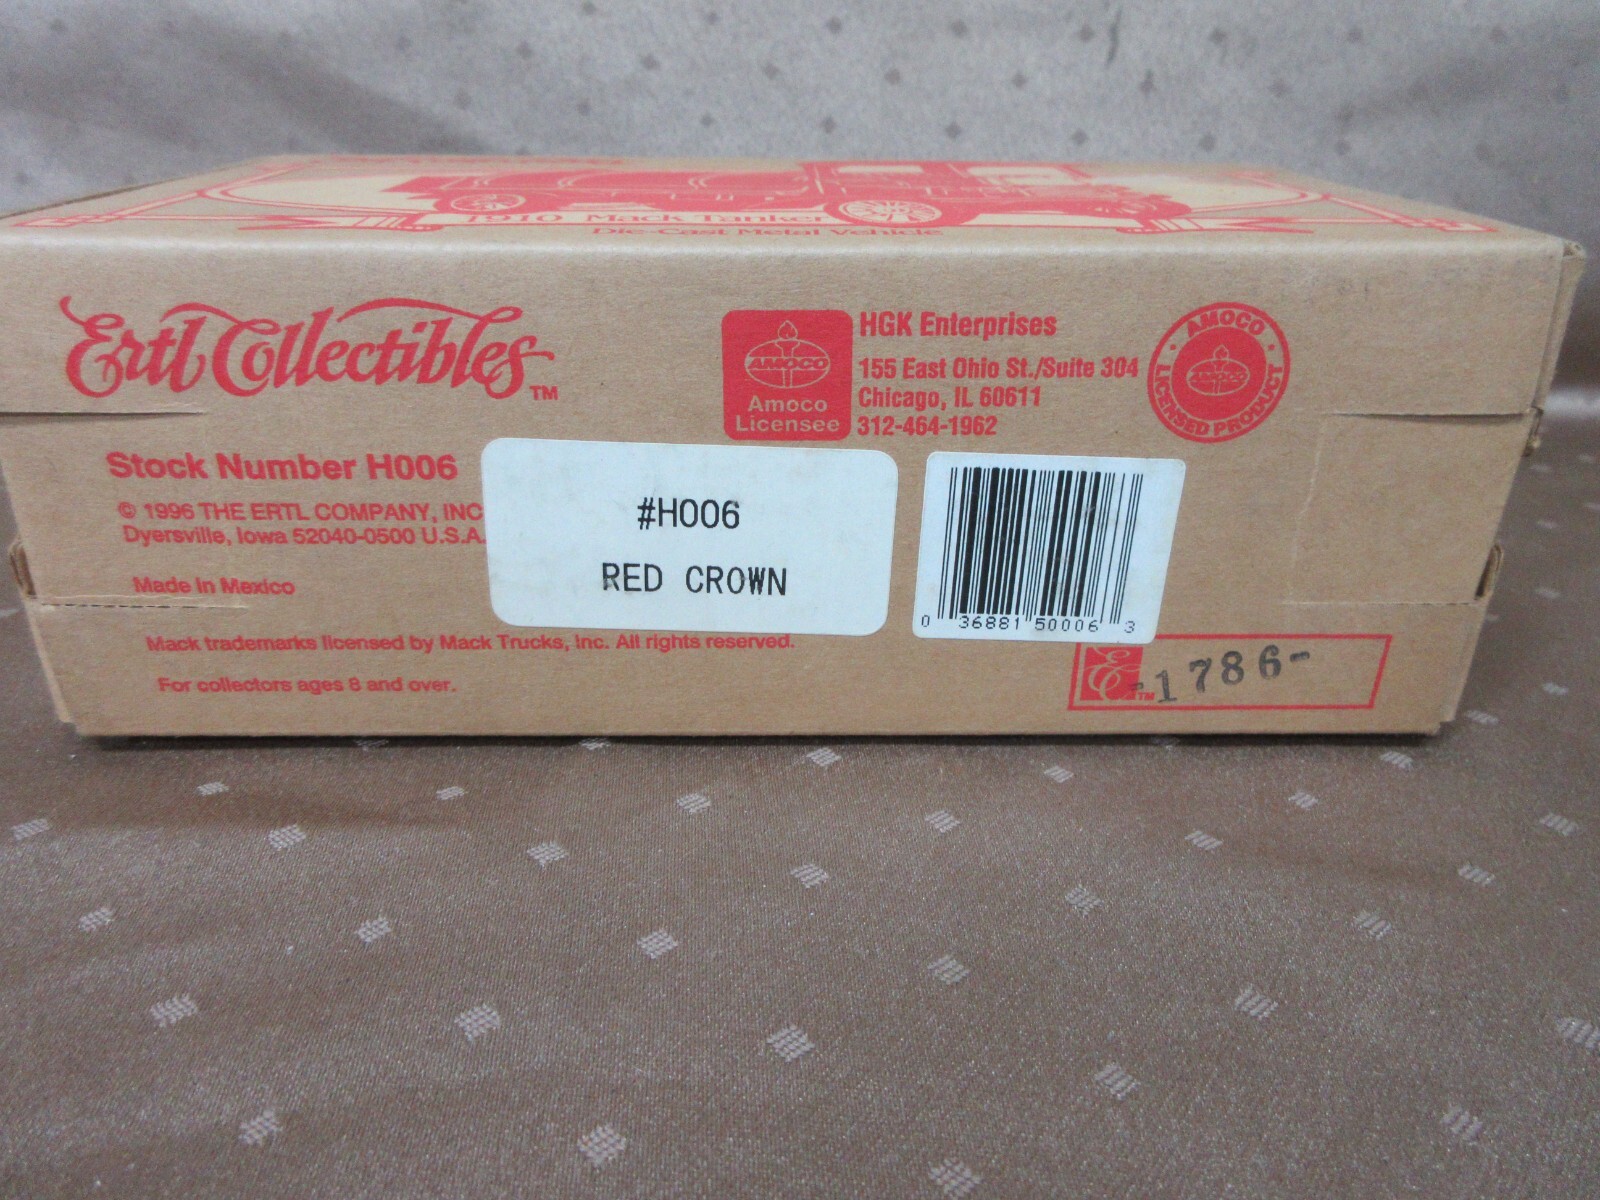 1910 Mack Tanker
Die-Cast Metal Vehicle
Ertl Collectibles™
AMOCO
Amoco
Licensee
HGK Enterprises
155 East Ohio St./Suite 304
Chicago, IL 60611
312-464-1962
AMOCO
AMOCO
LICENSED PRODUCT
Stock Number H006
© 1996 THE ERTL COMPANY, INC
Dyersville, Iowa 52040-0500 U.S.A.
Made in Mexico
#H006
RED CROWN
0 36881 50006 3
Mack trademarks licensed by Mack Trucks, Inc. All rights reserved.
For collectors ages 8 and over.
E™
-1786-